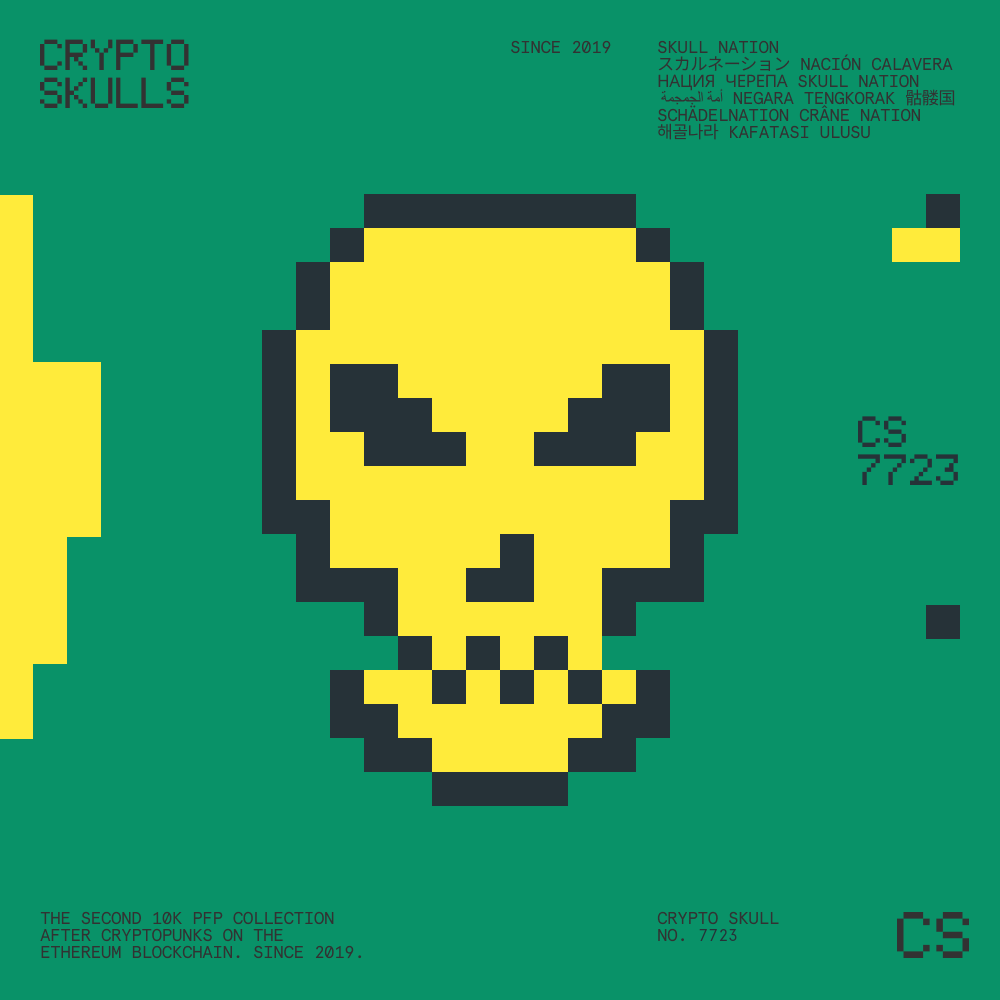 CRYPTO
SKULLS
SINCE 2019
SKULL NATION
スカルネーション NACIÓN CALAVERA
НАЦИЯ ЧЕРЕПА SKULL NATION
أمة الجمجمة NEGARA TENGKORAK 骷髅国
SCHÄDELNATION CRÂNE NATION
해골나라 KAFATASI ULUSU
CS
7723
THE SECOND 10K PFP COLLECTION
AFTER CRYPTOPUNKS ON THE
ETHEREUM BLOCKCHAIN. SINCE 2019.
CRYPTO SKULL
NO. 7723
CS